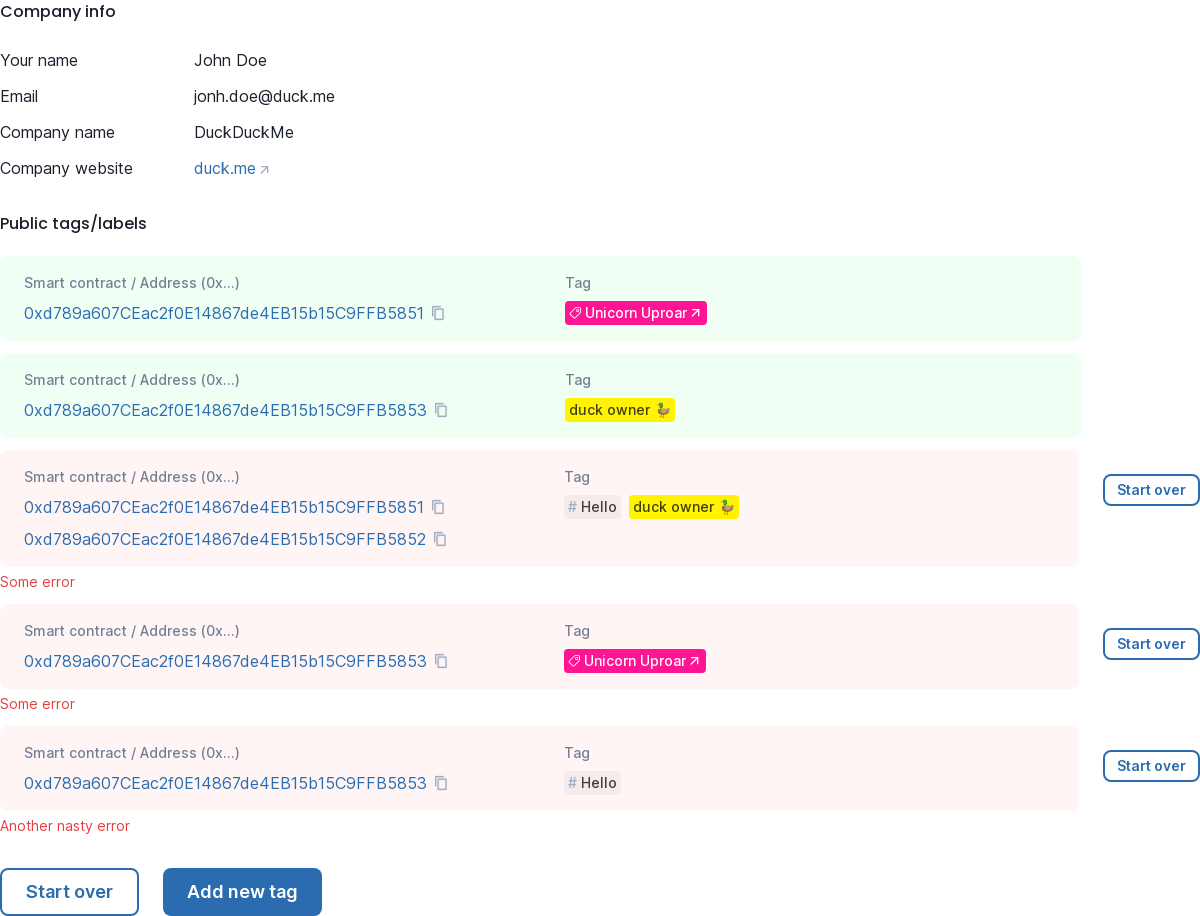 Company info
Your name John Doe
Email jonh.doe@duck.me
Company name DuckDuckMe
Company website duck.me
Public tags/labels
Smart contract / Address (0x...) Tag
0xd789a607CEac2f0E14867de4EB15b15C9FFB5851 Unicorn Uproar
Smart contract / Address (0x...) Tag
0xd789a607CEac2f0E14867de4EB15b15C9FFB5853 duck owner 🦆
Smart contract / Address (0x...) Tag Start over
0xd789a607CEac2f0E14867de4EB15b15C9FFB5851 # Hello duck owner 🦆
0xd789a607CEac2f0E14867de4EB15b15C9FFB5852
Some error
Smart contract / Address (0x...) Tag Start over
0xd789a607CEac2f0E14867de4EB15b15C9FFB5853 Unicorn Uproar
Some error
Smart contract / Address (0x...) Tag Start over
0xd789a607CEac2f0E14867de4EB15b15C9FFB5853 # Hello
Another nasty error
Start over Add new tag